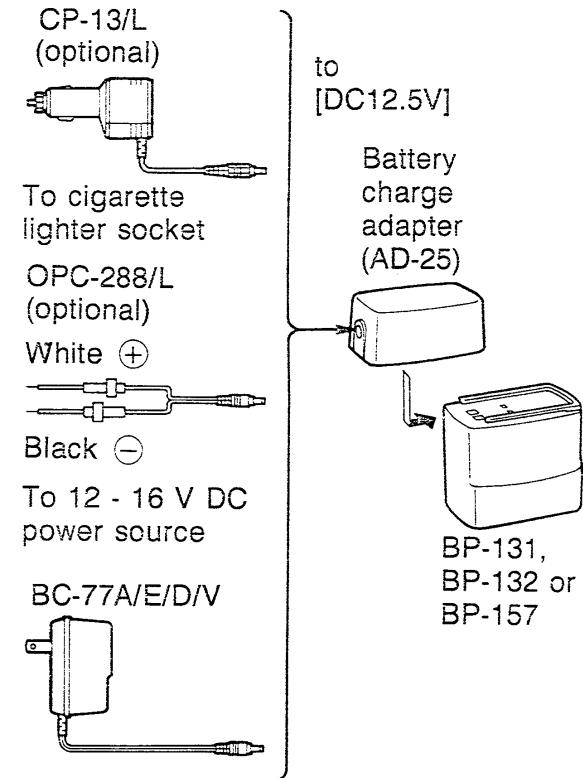 CP-13/L
(optional)
To cigarette
lighter socket
OPC-288/L
(optional)
White ⊕
Black ⊖
To 12 - 16 V DC
power source
BC-77A/E/D/V
to
[DC12.5V]
Battery
charge
adapter
(AD-25)
BP-131,
BP-132 or
BP-157